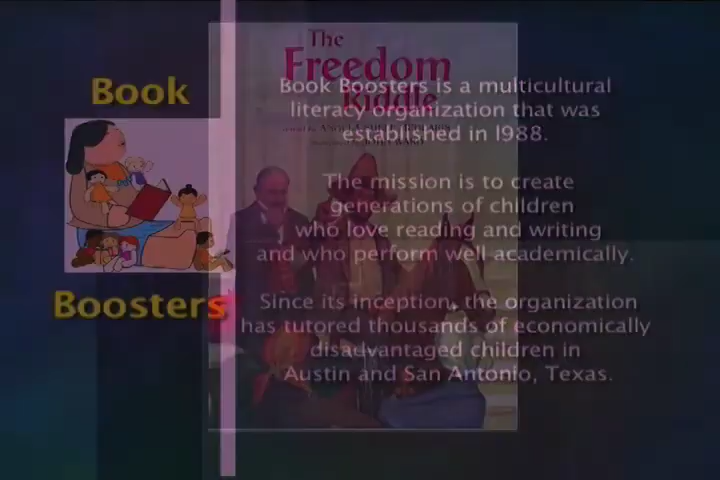 Book
Boosters
The
Freedom
Riddle
Book Boosters is a multicultural
literacy organization that was
established in 1988.
The mission is to create
generations of children
who love reading and writing
and who perform well academically.
Since its inception, the organization
has tutored thousands of economically
disadvantaged children in
Austin and San Antonio, Texas.